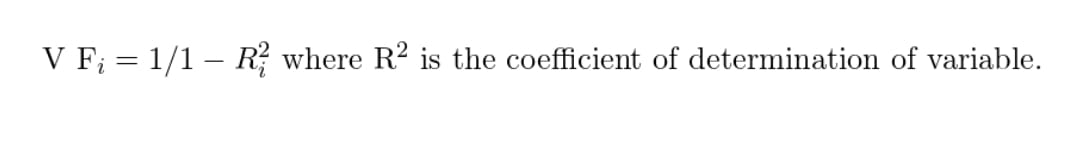 V F_i = 1/1 − R_i^2 where R^2 is the coefficient of determination of variable.